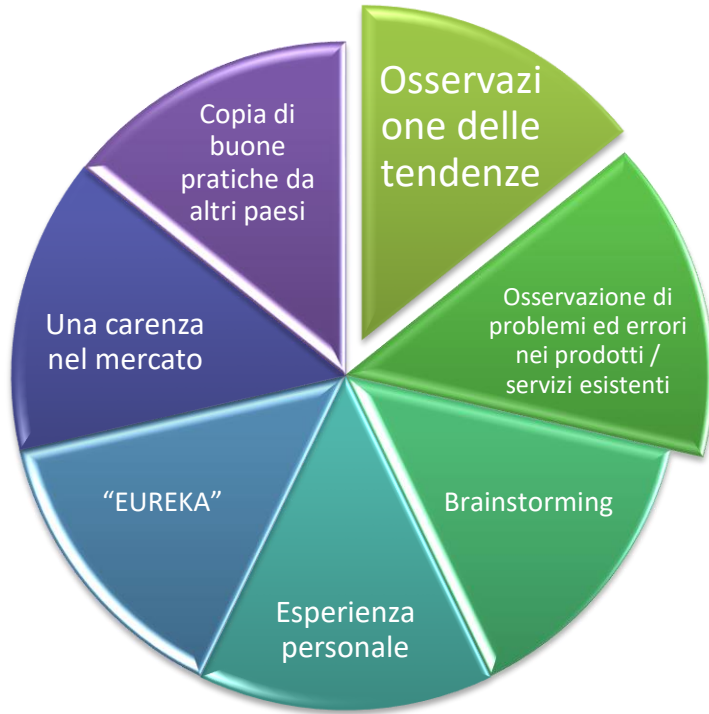 Osservazi
one delle
tendenze
Osservazione di
problemi ed errori
nei prodotti /
servizi esistenti
Brainstorming
Esperienza
personale
“EUREKA”
Una carenza
nel mercato
Copia di
buone
pratiche da
altri paesi